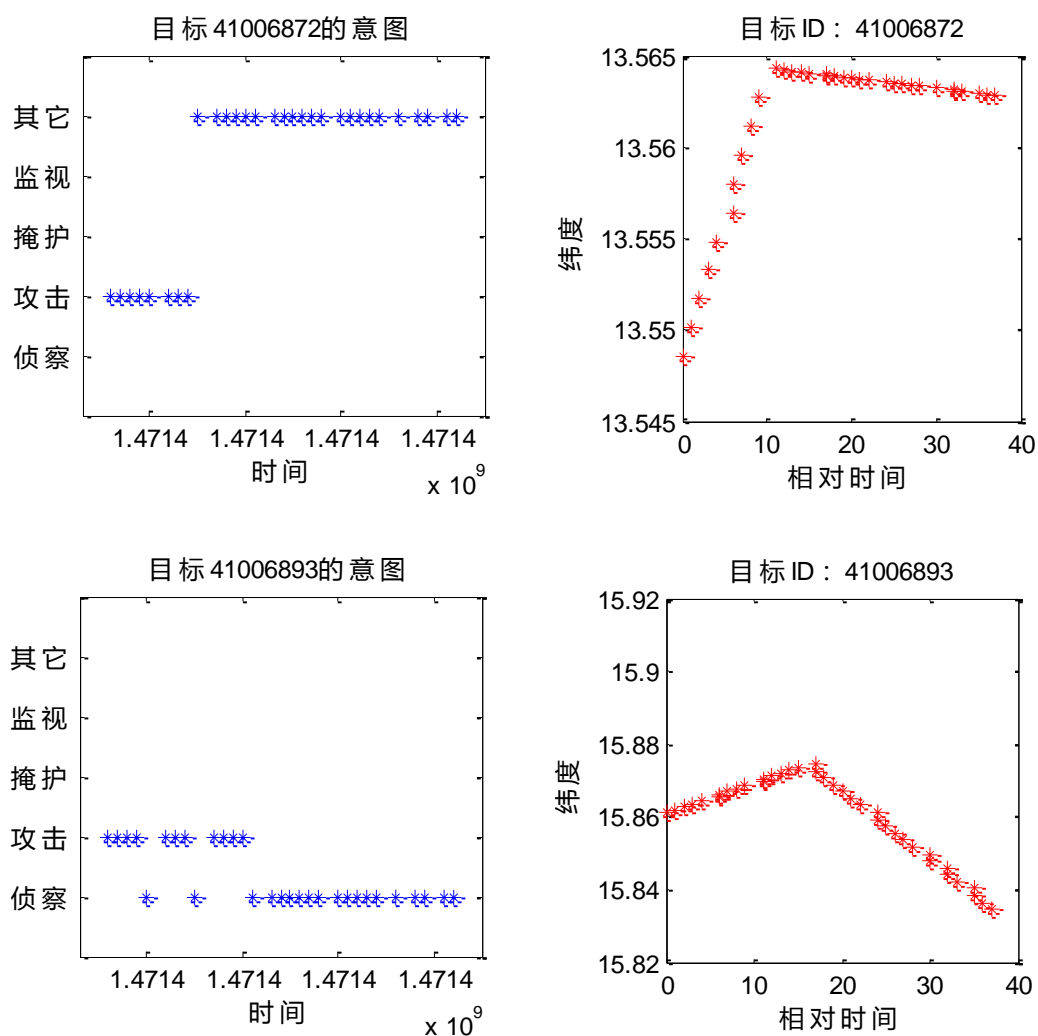 目标41006872的意图
其它
监视
掩护
攻击
侦察
1.4714 1.4714 1.4714 1.4714
时间
x 10^9
目标ID：41006872
13.565
13.56
13.555
13.55
13.545
纬度
0 10 20 30 40
相对时间
目标41006893的意图
其它
监视
掩护
攻击
侦察
1.4714 1.4714 1.4714 1.4714
时间
x 10^9
目标ID：41006893
15.92
15.9
15.88
15.86
15.84
15.82
纬度
0 10 20 30 40
相对时间